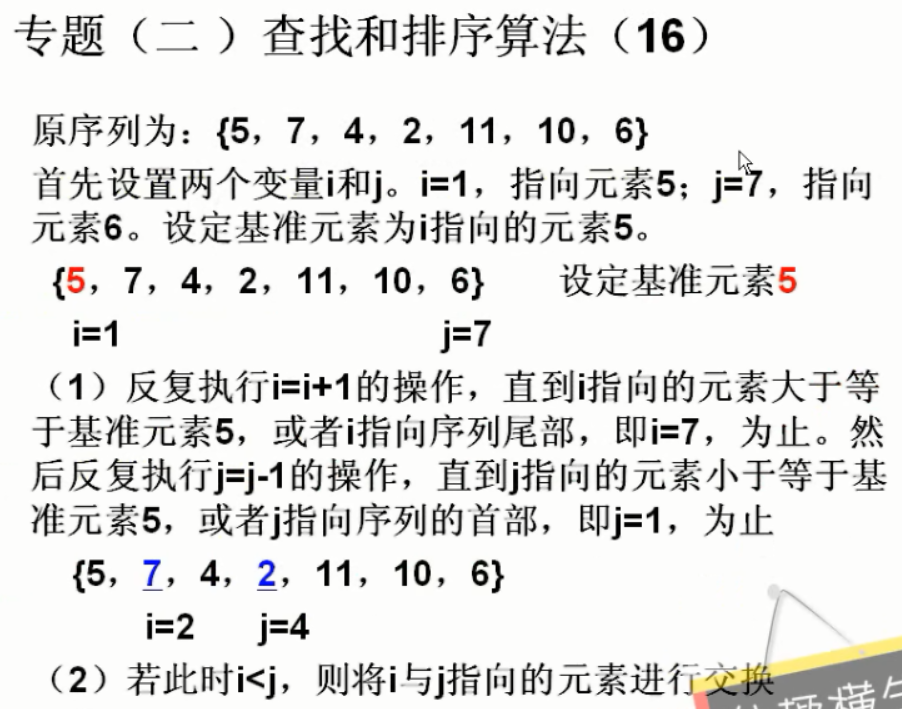 专题（二 ）查找和排序算法（16）
原序列为：{5，7，4，2，11，10，6}
首先设置两个变量i和j。i=1，指向元素5；j=7，指向
元素6。设定基准元素为i指向的元素5。
{5，7，4，2，11，10，6} 设定基准元素5
i=1 j=7
（1）反复执行i=i+1的操作，直到i指向的元素大于等
于基准元素5，或者i指向序列尾部，即i=7，为止。然
后反复执行j=j-1的操作，直到j指向的元素小于等于基
准元素5，或者j指向序列的首部，即j=1，为止
{5，7，4，2，11，10，6}
i=2 j=4
（2）若此时i<j，则将i与j指向的元素进行交换